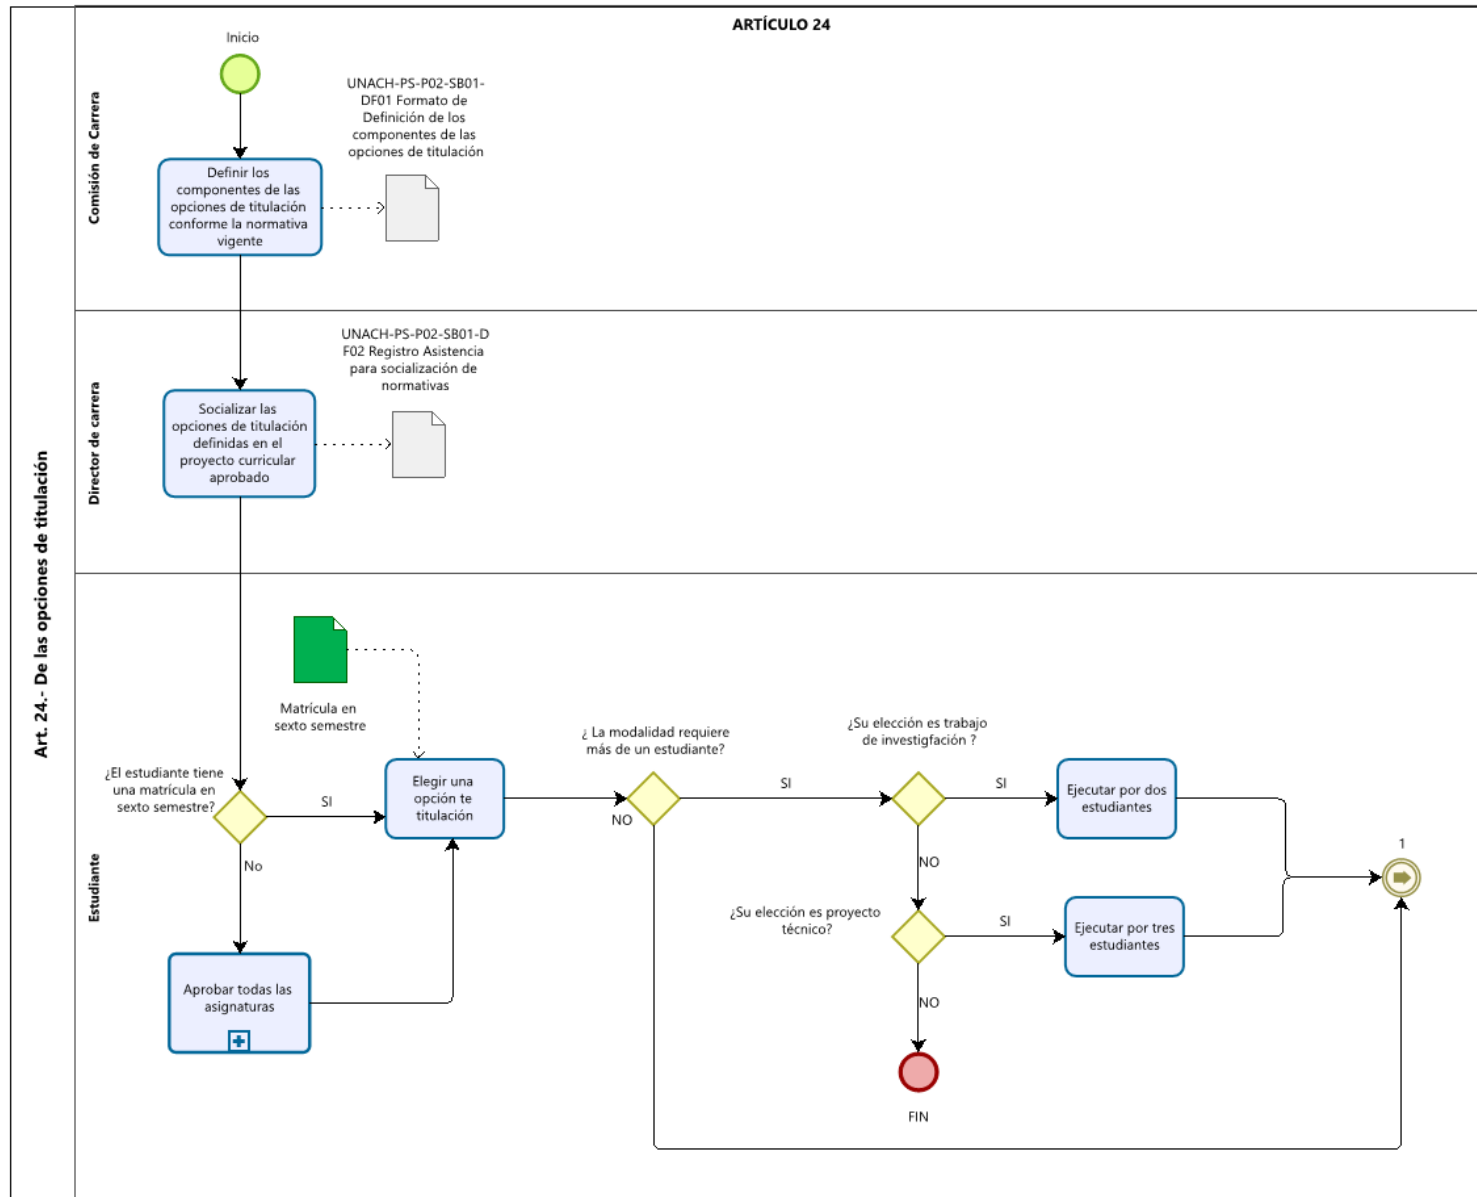 ARTÍCULO 24
Art. 24.- De las opciones de titulación
Comisión de Carrera
Inicio
UNACH-PS-P02-SB01-
DF01 Formato de
Definición de los
componentes de las
opciones de titulación
Definir los
componentes de las
opciones de titulación
conforme la normativa
vigente
Director de carrera
UNACH-PS-P02-SB01-D
F02 Registro Asistencia
para socialización de
normativas
Socializar las
opciones de titulación
definidas en el
proyecto curricular
aprobado
Estudiante
Matrícula en
sexto semestre
¿El estudiante tiene
una matrícula en
sexto semestre?
SI
No
Aprobar todas las
asignaturas
Elegir una
opción te
titulación
¿ La modalidad requiere
más de un estudiante?
NO
SI
¿Su elección es trabajo
de investigfación ?
SI
NO
Ejecutar por dos
estudiantes
¿Su elección es proyecto
técnico?
SI
NO
Ejecutar por tres
estudiantes
1
FIN